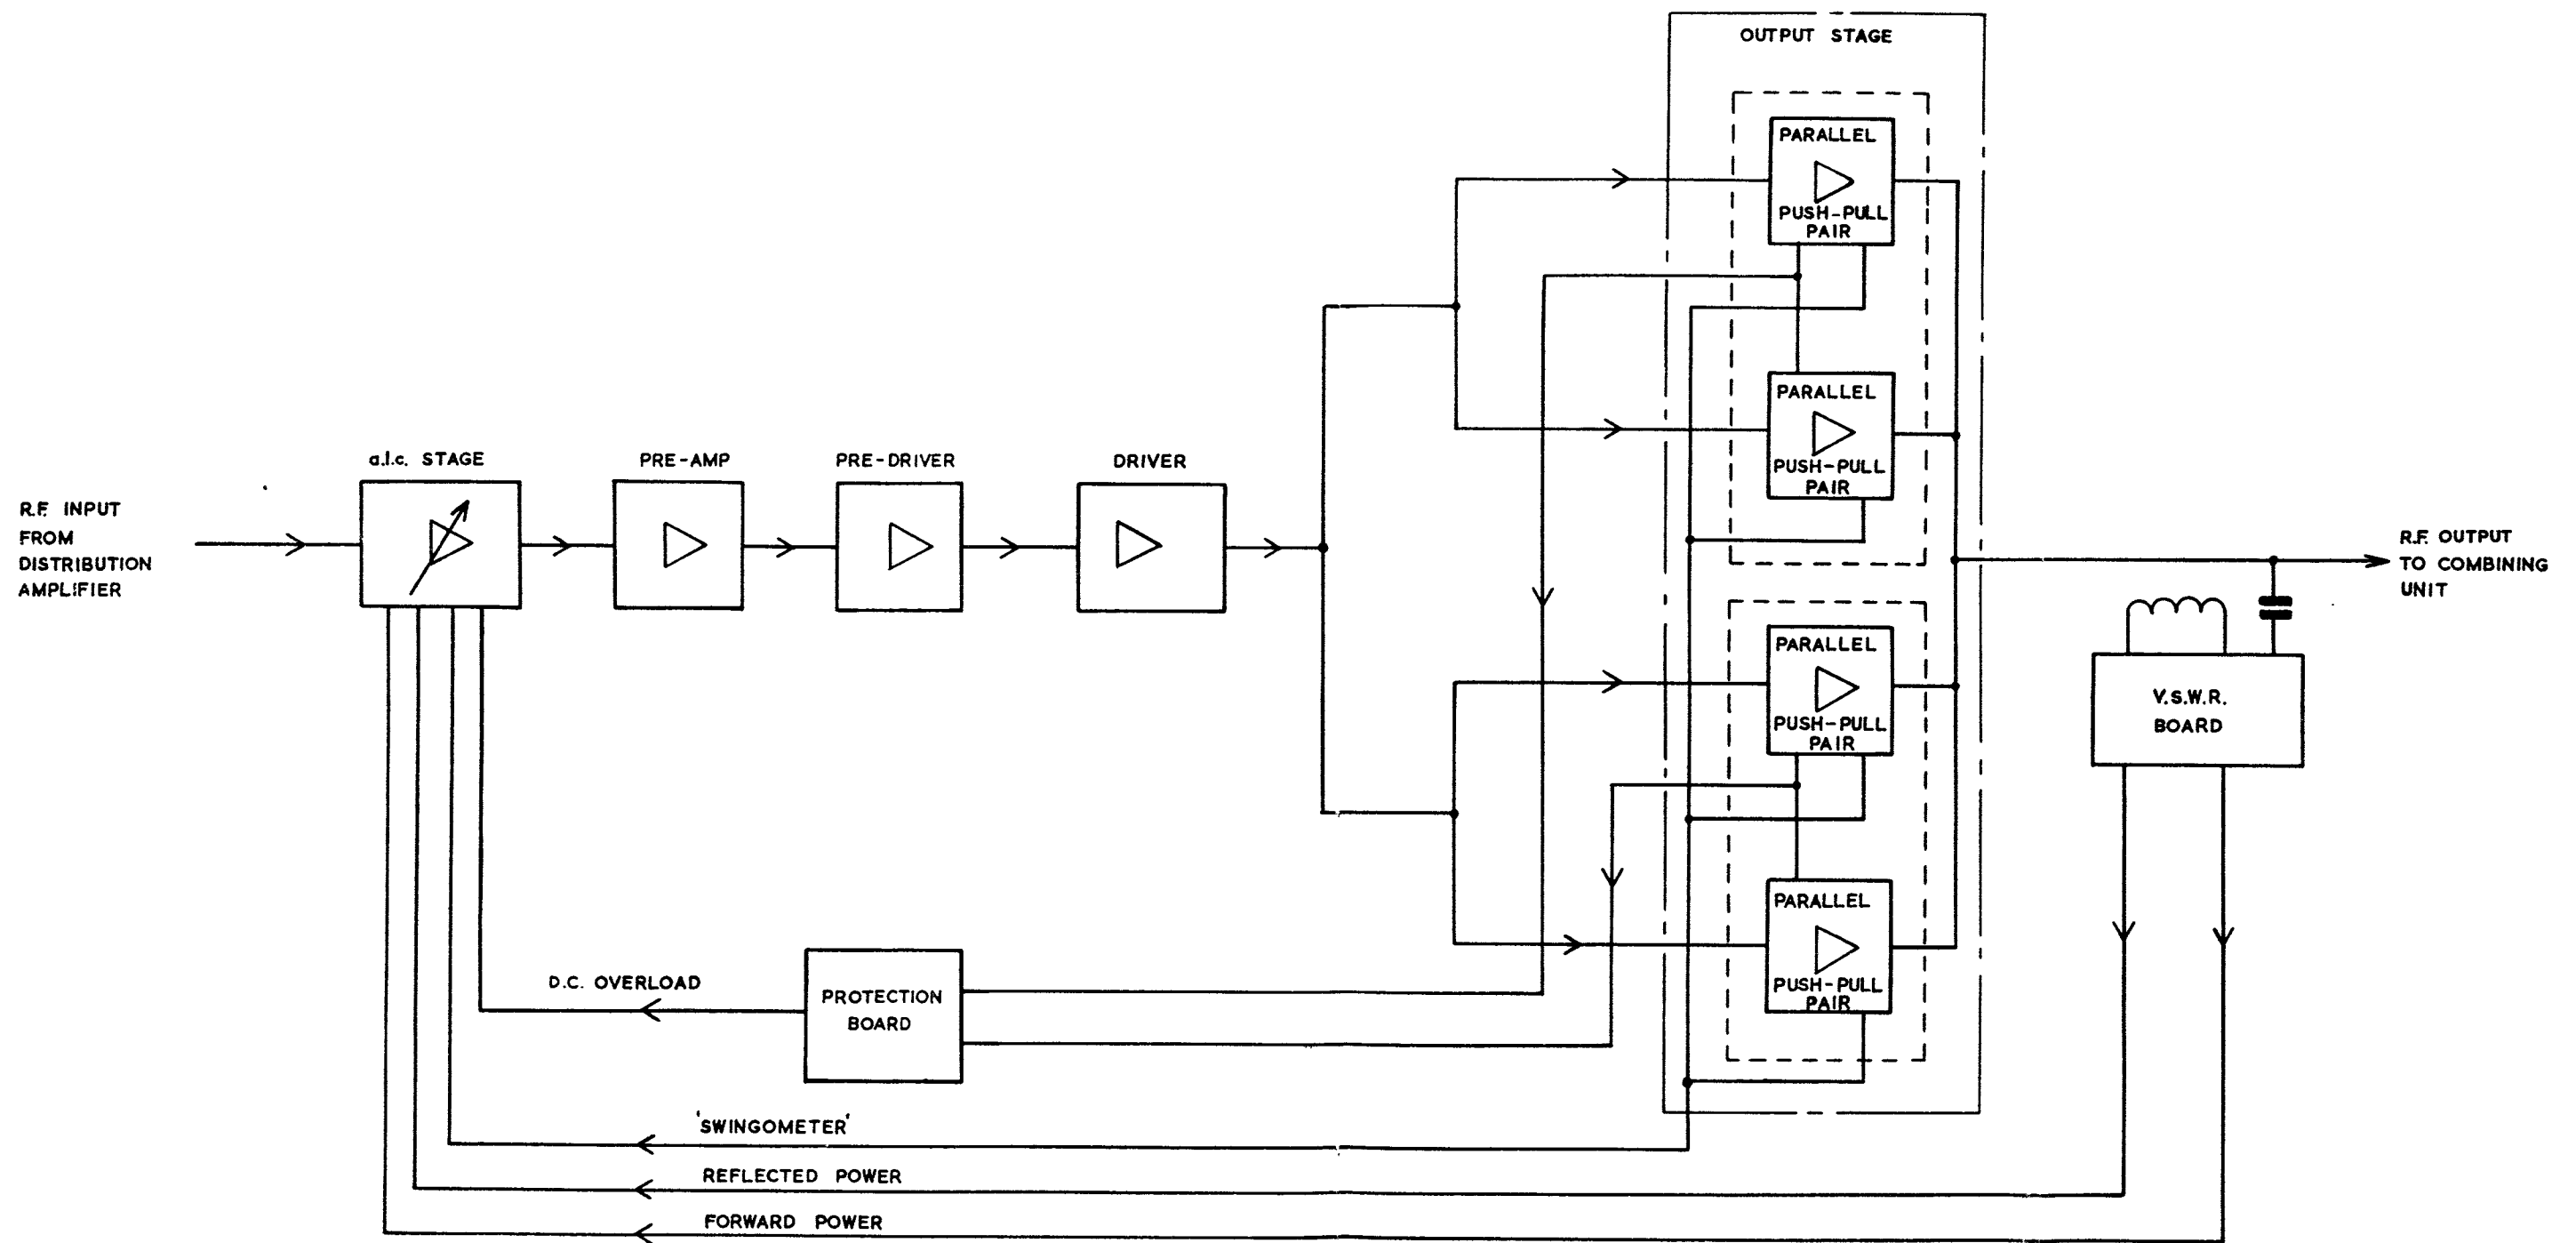 OUTPUT STAGE
PARALLEL
PUSH-PULL
PAIR
PARALLEL
PUSH-PULL
PAIR
a.l.c. STAGE
PRE-AMP
PRE-DRIVER
DRIVER
R.F. INPUT
FROM
DISTRIBUTION
AMPLIFIER
R.F. OUTPUT
TO COMBINING
UNIT
PARALLEL
PUSH-PULL
PAIR
V.S.W.R.
BOARD
PARALLEL
PUSH-PULL
PAIR
D.C. OVERLOAD
PROTECTION
BOARD
'SWINGOMETER'
REFLECTED POWER
FORWARD POWER